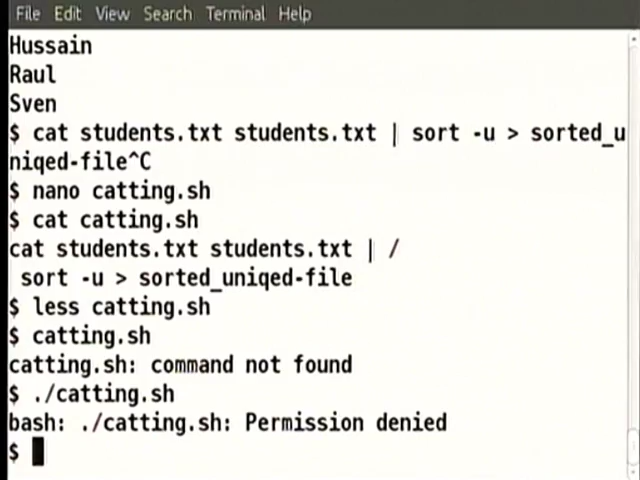 File Edit View Search Terminal Help
Hussain
Raul
Sven
$ cat students.txt students.txt | sort -u > sorted_u
niqed-file^C
$ nano catting.sh
$ cat catting.sh
cat students.txt students.txt | /
 sort -u > sorted_uniqed-file
$ less catting.sh
$ catting.sh
catting.sh: command not found
$ ./catting.sh
bash: ./catting.sh: Permission denied
$